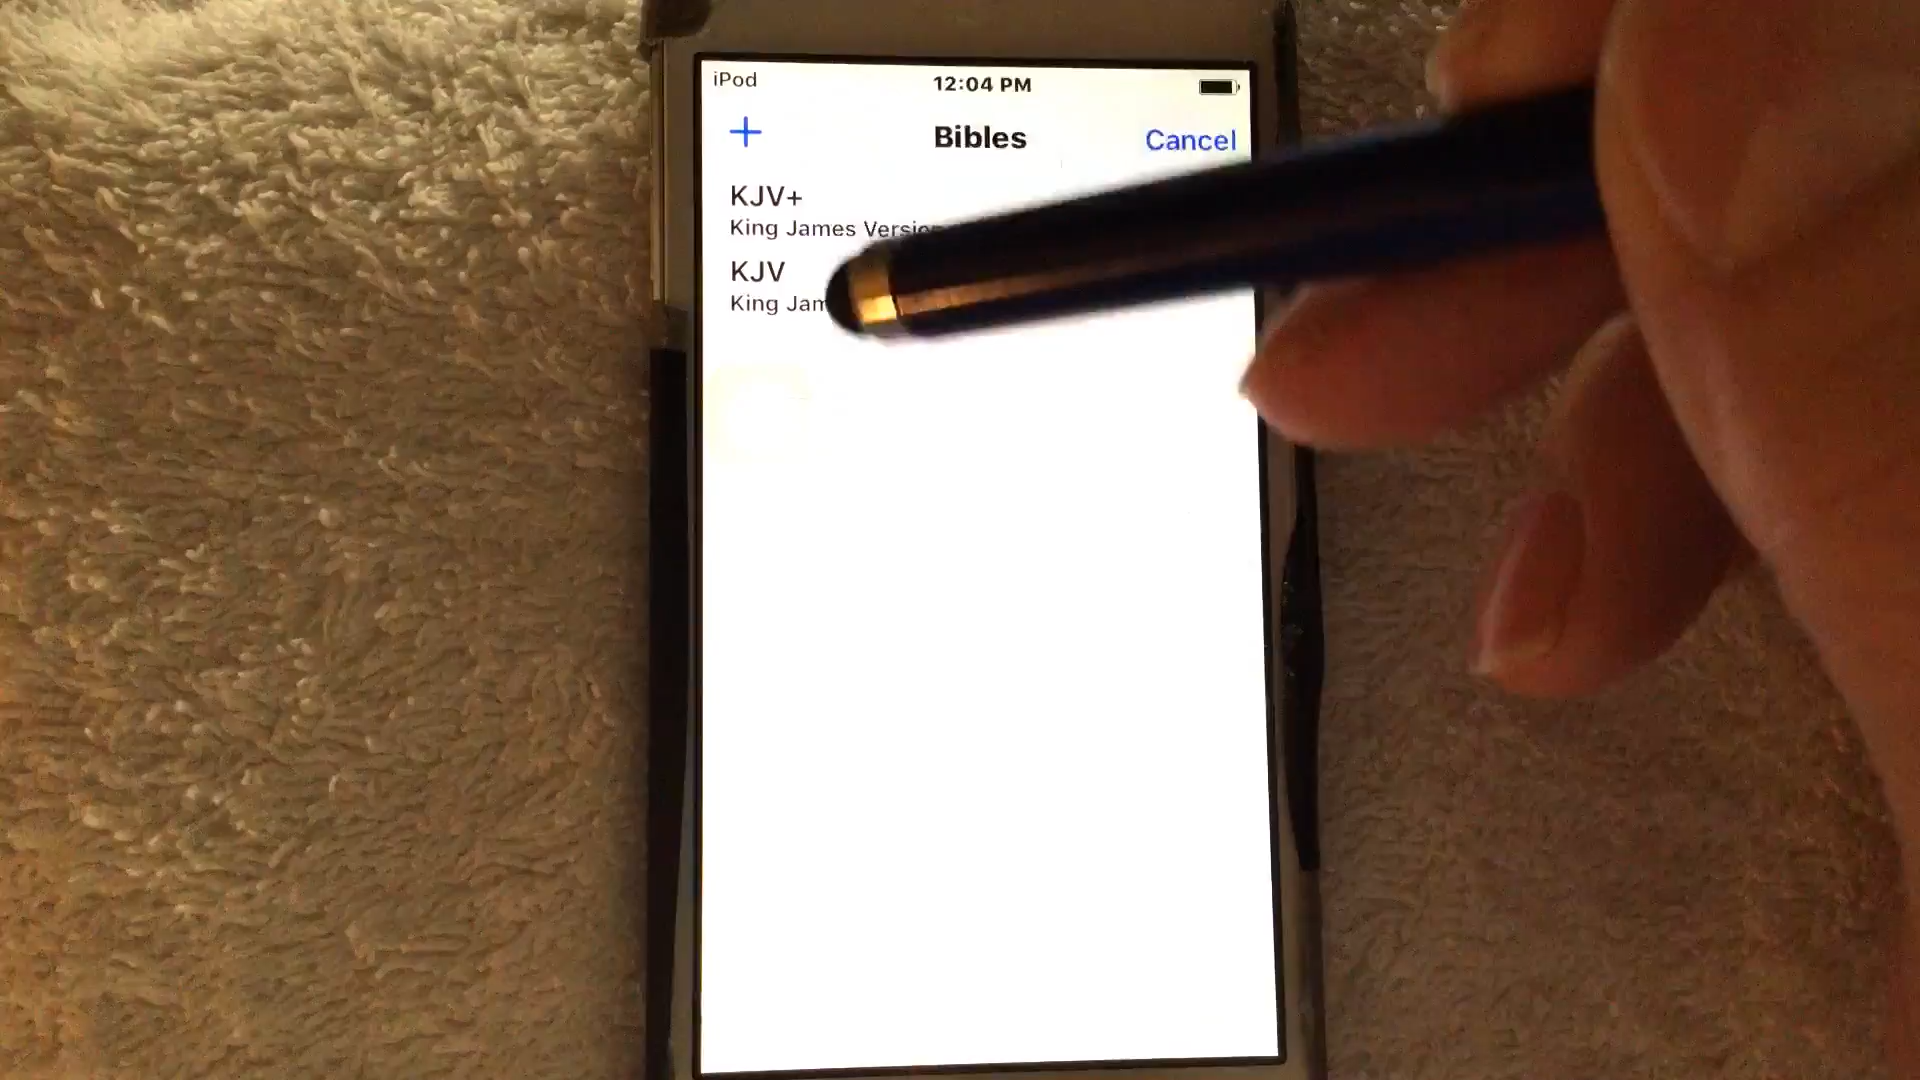 iPod
12:04 PM
+ Bibles Cancel
KJV+
King James
KJV
King